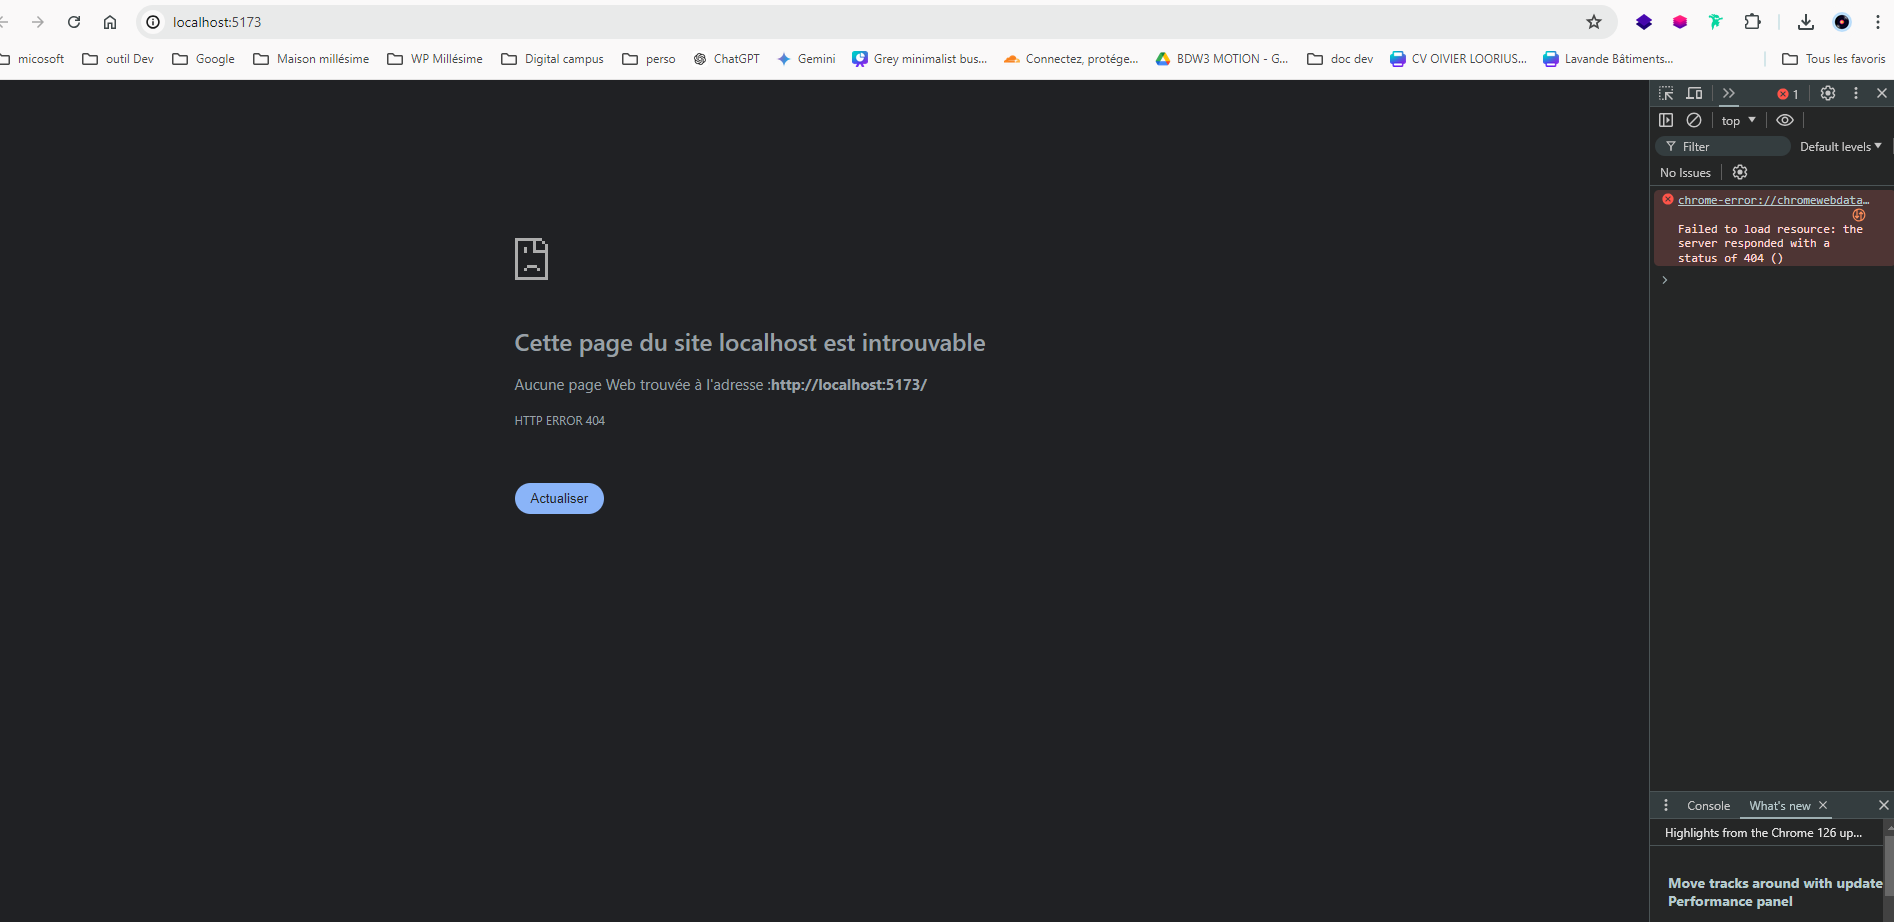 localhost:5173
micosoft outil Dev Google Maison millésime WP Millésime Digital campus perso ChatGPT Gemini Grey minimalist bus... Connectez, protége... BDW3 MOTION - G... doc dev CV OIVIER LOORIUS... Lavande Bâtiments... Tous les favoris
1
top
Filter Default levels
No Issues
chrome-error://chromewebdata…
Failed to load resource: the
server responded with a
status of 404 ()
Cette page du site localhost est introuvable
Aucune page Web trouvée à l'adresse :http://localhost:5173/
HTTP ERROR 404
Actualiser
Console What's new
Highlights from the Chrome 126 up...
Move tracks around with update
Performance panel